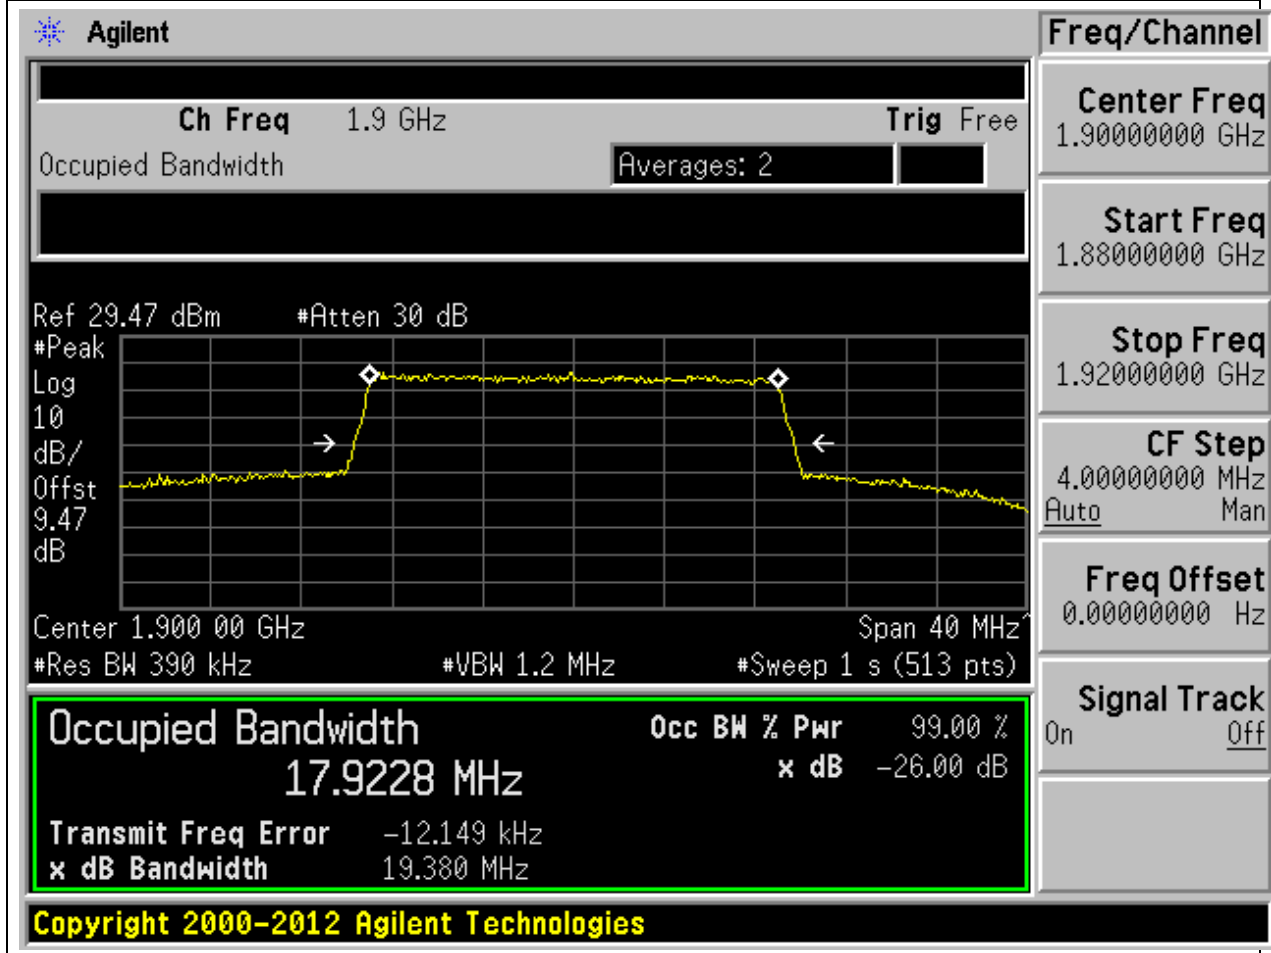 Agilent
Freq/Channel
Ch Freq 1.9 GHz Trig Free
Occupied Bandwidth Averages: 2
Center Freq
1.90000000 GHz
Start Freq
1.88000000 GHz
Stop Freq
1.92000000 GHz
CF Step
4.00000000 MHz
Auto Man
Freq Offset
0.00000000 Hz
Signal Track
On Off
Ref 29.47 dBm #Atten 30 dB
#Peak
Log
10
dB/
Offst
9.47
dB
Center 1.900 00 GHz Span 40 MHz^
#Res BW 390 kHz #VBW 1.2 MHz #Sweep 1 s (513 pts)
Occupied Bandwidth Occ BW % Pwr 99.00 %
17.9228 MHz x dB -26.00 dB
Transmit Freq Error -12.149 kHz
x dB Bandwidth 19.380 MHz
Copyright 2000-2012 Agilent Technologies